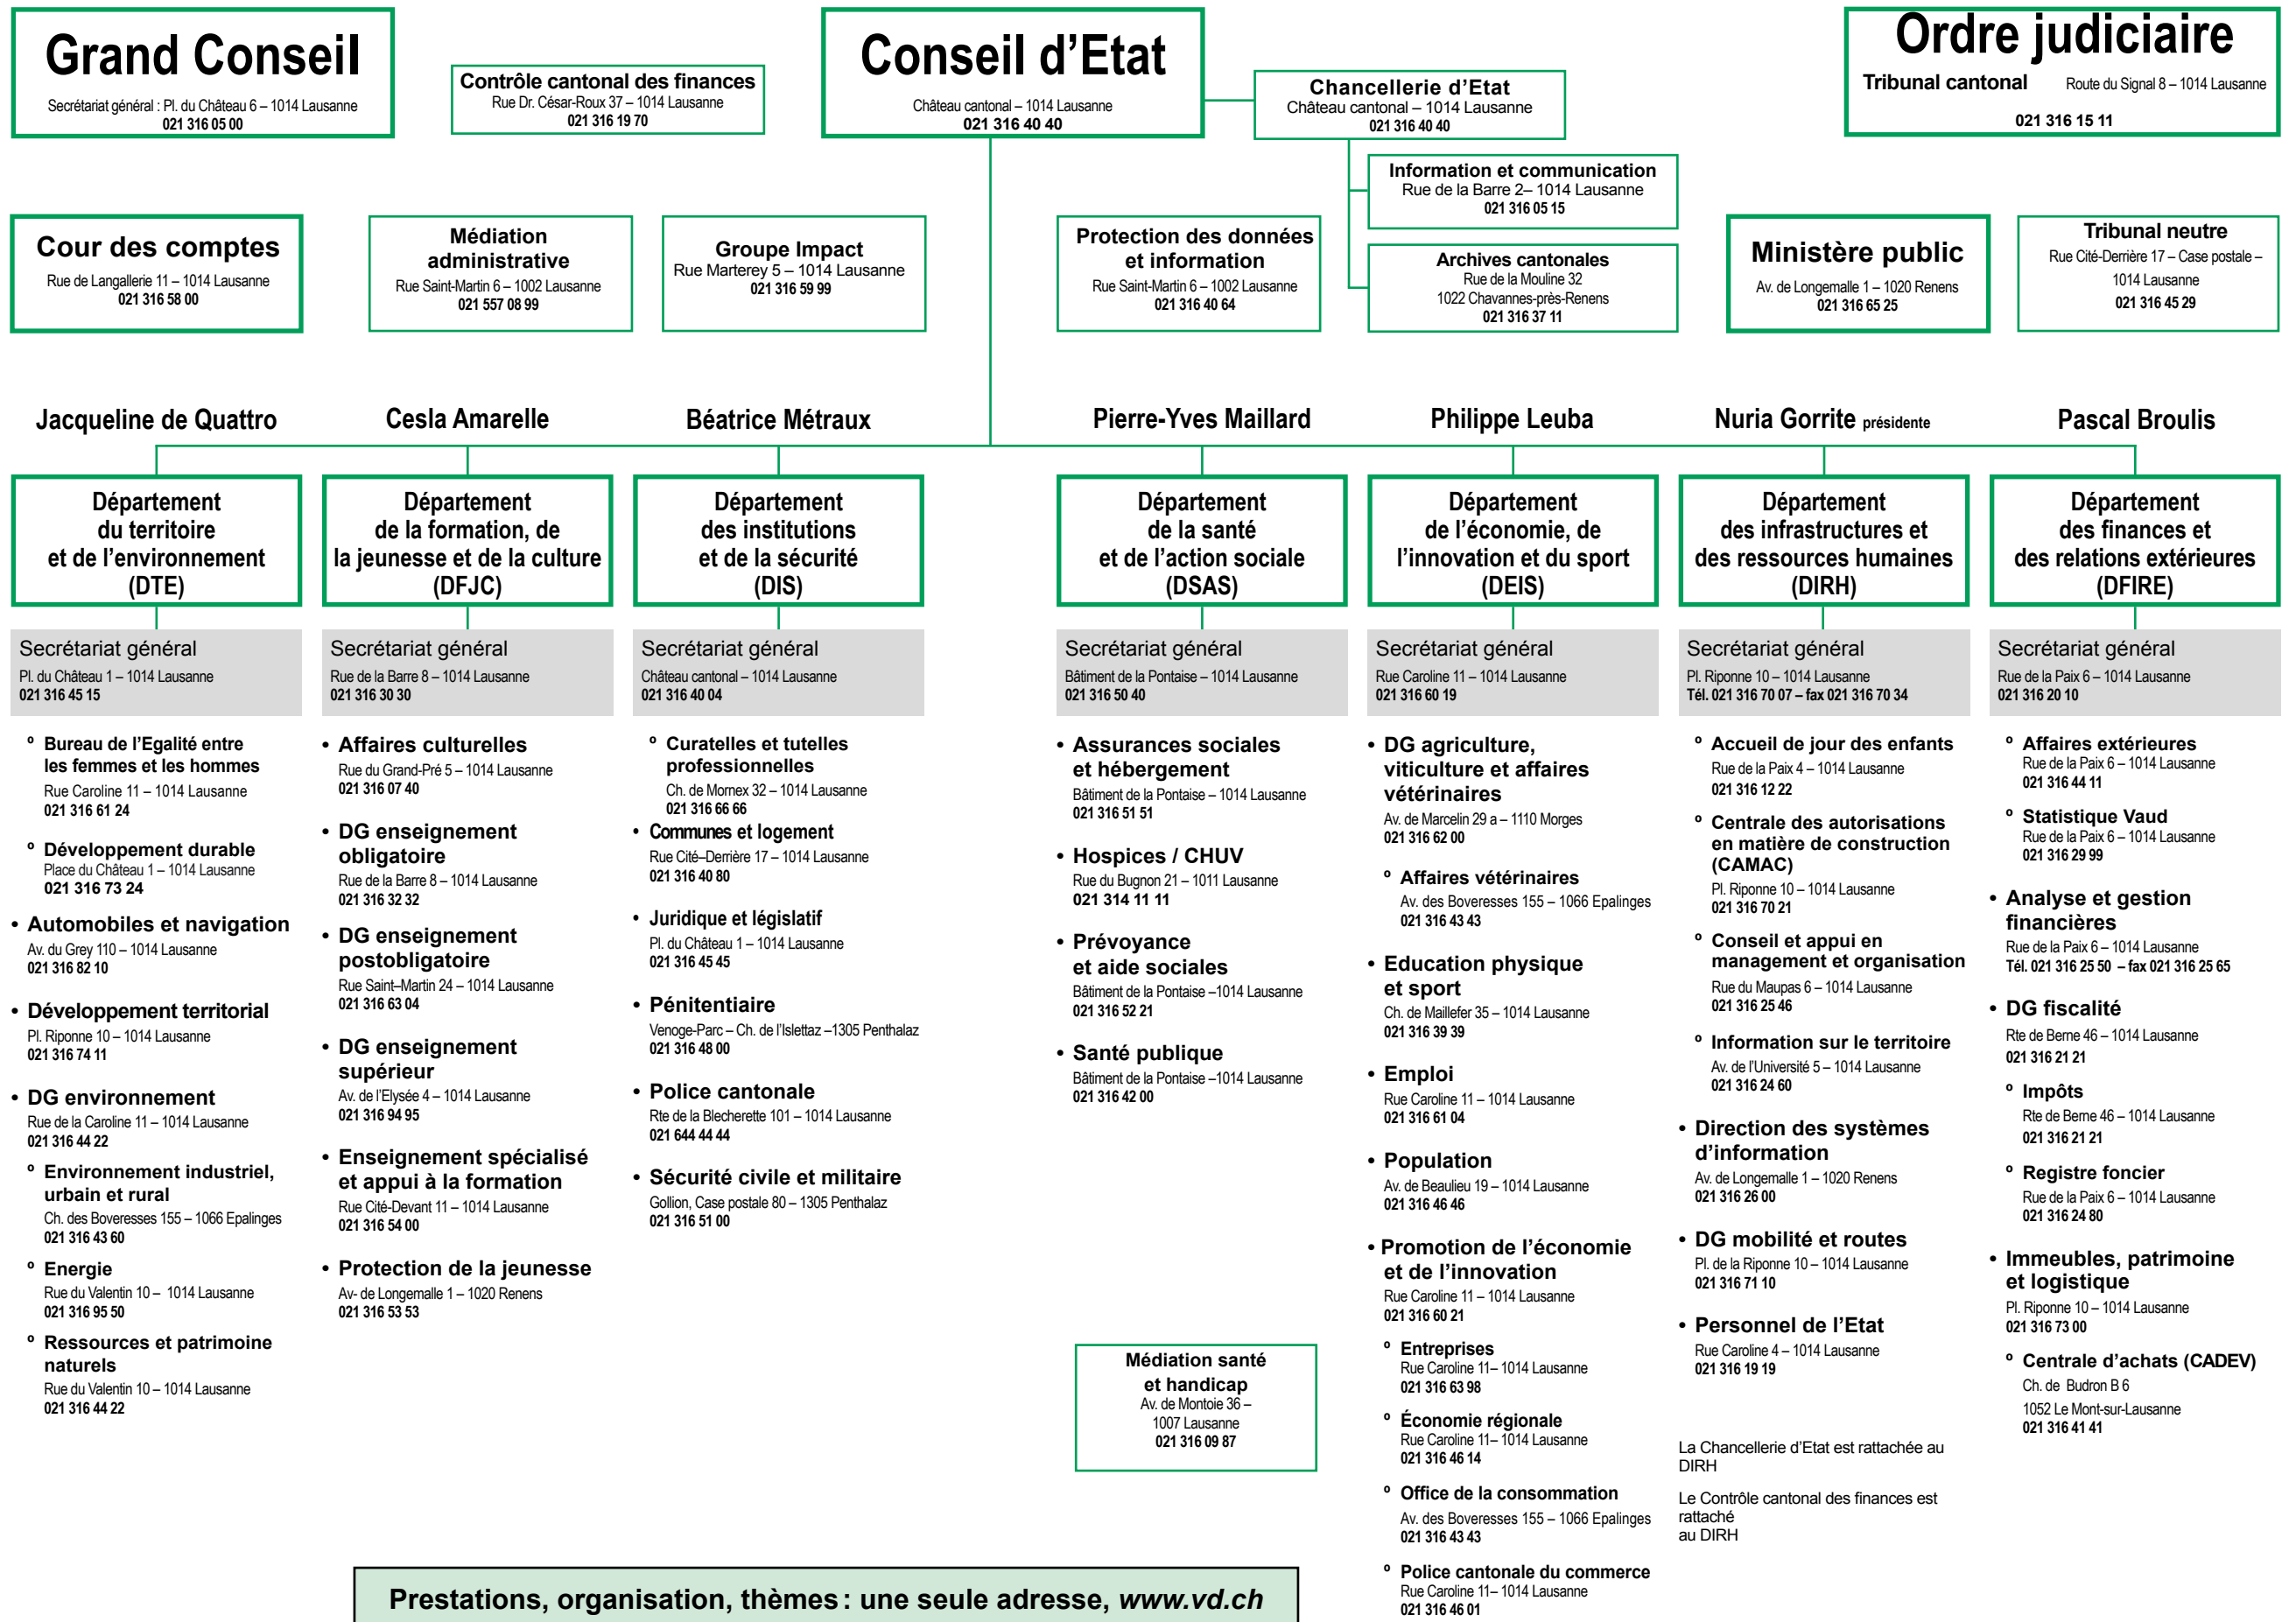 Grand Conseil
Secrétariat général : Pl. du Château 6 – 1014 Lausanne
021 316 05 00
Contrôle cantonal des finances
Rue Dr. César-Roux 37 – 1014 Lausanne
021 316 19 70
Conseil d'Etat
Château cantonal – 1014 Lausanne
021 316 40 40
Chancellerie d'Etat
Château cantonal – 1014 Lausanne
021 316 40 40
Ordre judiciaire
Tribunal cantonal Route du Signal 8 – 1014 Lausanne
021 316 15 11
Information et communication
Rue de la Barre 2– 1014 Lausanne
021 316 05 15
Archives cantonales
Rue de la Mouline 32
1022 Chavannes-près-Renens
021 316 37 11
Cour des comptes
Rue de Langallerie 11 – 1014 Lausanne
021 316 58 00
Médiation
administrative
Rue Saint-Martin 6 – 1002 Lausanne
021 557 08 99
Groupe Impact
Rue Marterey 5 – 1014 Lausanne
021 316 59 99
Protection des données
et information
Rue Saint-Martin 6 – 1002 Lausanne
021 316 40 64
Ministère public
Av. de Longemalle 1 – 1020 Renens
021 316 65 25
Tribunal neutre
Rue Cité-Derrière 17 – Case postale –
1014 Lausanne
021 316 45 29
Jacqueline de Quattro
Département
du territoire
et de l'environnement
(DTE)
Secrétariat général
Pl. du Château 1 – 1014 Lausanne
021 316 45 15
º Bureau de l'Egalité entre
les femmes et les hommes
Rue Caroline 11 – 1014 Lausanne
021 316 61 24
º Développement durable
Place du Château 1 – 1014 Lausanne
021 316 73 24
• Automobiles et navigation
Av. du Grey 110 – 1014 Lausanne
021 316 82 10
• Développement territorial
Pl. Riponne 10 – 1014 Lausanne
021 316 74 11
• DG environnement
Rue de la Caroline 11 – 1014 Lausanne
021 316 44 22
º Environnement industriel,
urbain et rural
Ch. des Boveresses 155 – 1066 Epalinges
021 316 43 60
º Energie
Rue du Valentin 10 – 1014 Lausanne
021 316 95 50
º Ressources et patrimoine
naturels
Rue du Valentin 10 – 1014 Lausanne
021 316 44 22
Cesla Amarelle
Département
de la formation, de
la jeunesse et de la culture
(DFJC)
Secrétariat général
Rue de la Barre 8 – 1014 Lausanne
021 316 30 30
• Affaires culturelles
Rue du Grand-Pré 5 – 1014 Lausanne
021 316 07 40
• DG enseignement
obligatoire
Rue de la Barre 8 – 1014 Lausanne
021 316 32 32
• DG enseignement
postobligatoire
Rue Saint–Martin 24 – 1014 Lausanne
021 316 63 04
• DG enseignement
supérieur
Av. de l'Elysée 4 – 1014 Lausanne
021 316 94 95
• Enseignement spécialisé
et appui à la formation
Rue Cité-Devant 11 – 1014 Lausanne
021 316 54 00
• Protection de la jeunesse
Av- de Longemalle 1 – 1020 Renens
021 316 53 53
Béatrice Métraux
Département
des institutions
et de la sécurité
(DIS)
Secrétariat général
Château cantonal – 1014 Lausanne
021 316 40 04
º Curatelles et tutelles
professionnelles
Ch. de Mornex 32 – 1014 Lausanne
021 316 66 66
• Communes et logement
Rue Cité–Derrière 17 – 1014 Lausanne
021 316 40 80
• Juridique et législatif
Pl. du Château 1 – 1014 Lausanne
021 316 45 45
• Pénitentiaire
Venoge-Parc – Ch. de l'Islettaz –1305 Penthalaz
021 316 48 00
• Police cantonale
Rte de la Blecherette 101 – 1014 Lausanne
021 644 44 44
• Sécurité civile et militaire
Gollion, Case postale 80 – 1305 Penthalaz
021 316 51 00
Pierre-Yves Maillard
Département
de la santé
et de l'action sociale
(DSAS)
Secrétariat général
Bâtiment de la Pontaise – 1014 Lausanne
021 316 50 40
• Assurances sociales
et hébergement
Bâtiment de la Pontaise – 1014 Lausanne
021 316 51 51
• Hospices / CHUV
Rue du Bugnon 21 – 1011 Lausanne
021 314 11 11
• Prévoyance
et aide sociales
Bâtiment de la Pontaise –1014 Lausanne
021 316 52 21
• Santé publique
Bâtiment de la Pontaise –1014 Lausanne
021 316 42 00
Médiation santé
et handicap
Av. de Montoie 36 –
1007 Lausanne
021 316 09 87
Philippe Leuba
Département
de l'économie, de
l'innovation et du sport
(DEIS)
Secrétariat général
Rue Caroline 11 – 1014 Lausanne
021 316 60 19
• DG agriculture,
viticulture et affaires
vétérinaires
Av. de Marcelin 29 a – 1110 Morges
021 316 62 00
º Affaires vétérinaires
Av. des Boveresses 155 – 1066 Epalinges
021 316 43 43
• Education physique
et sport
Ch. de Maillefer 35 – 1014 Lausanne
021 316 39 39
• Emploi
Rue Caroline 11 – 1014 Lausanne
021 316 61 04
• Population
Av. de Beaulieu 19 – 1014 Lausanne
021 316 46 46
• Promotion de l'économie
et de l'innovation
Rue Caroline 11 – 1014 Lausanne
021 316 60 21
º Entreprises
Rue Caroline 11– 1014 Lausanne
021 316 63 98
º Économie régionale
Rue Caroline 11– 1014 Lausanne
021 316 46 14
º Office de la consommation
Av. des Boveresses 155 – 1066 Epalinges
021 316 43 43
º Police cantonale du commerce
Rue Caroline 11– 1014 Lausanne
021 316 46 01
Nuria Gorrite présidente
Département
des infrastructures et
des ressources humaines
(DIRH)
Secrétariat général
Pl. Riponne 10 – 1014 Lausanne
Tél. 021 316 70 07 – fax 021 316 70 34
º Accueil de jour des enfants
Rue de la Paix 4 – 1014 Lausanne
021 316 12 22
º Centrale des autorisations
en matière de construction
(CAMAC)
Pl. Riponne 10 – 1014 Lausanne
021 316 70 21
º Conseil et appui en
management et organisation
Rue du Maupas 6 – 1014 Lausanne
021 316 25 46
º Information sur le territoire
Av. de l'Université 5 – 1014 Lausanne
021 316 24 60
• Direction des systèmes
d'information
Av. de Longemalle 1 – 1020 Renens
021 316 26 00
• DG mobilité et routes
Pl. de la Riponne 10 – 1014 Lausanne
021 316 71 10
• Personnel de l'Etat
Rue Caroline 4 – 1014 Lausanne
021 316 19 19
La Chancellerie d'Etat est rattachée au
DIRH
Le Contrôle cantonal des finances est
rattaché
au DIRH
Pascal Broulis
Département
des finances et
des relations extérieures
(DFIRE)
Secrétariat général
Rue de la Paix 6 – 1014 Lausanne
021 316 20 10
º Affaires extérieures
Rue de la Paix 6 – 1014 Lausanne
021 316 44 11
º Statistique Vaud
Rue de la Paix 6 – 1014 Lausanne
021 316 29 99
• Analyse et gestion
financières
Rue de la Paix 6 – 1014 Lausanne
Tél. 021 316 25 50 – fax 021 316 25 65
• DG fiscalité
Rte de Berne 46 – 1014 Lausanne
021 316 21 21
º Impôts
Rte de Berne 46 – 1014 Lausanne
021 316 21 21
º Registre foncier
Rue de la Paix 6 – 1014 Lausanne
021 316 24 80
• Immeubles, patrimoine
et logistique
Pl. Riponne 10 – 1014 Lausanne
021 316 73 00
º Centrale d'achats (CADEV)
Ch. de Budron B 6
1052 Le Mont-sur-Lausanne
021 316 41 41
Prestations, organisation, thèmes : une seule adresse, www.vd.ch